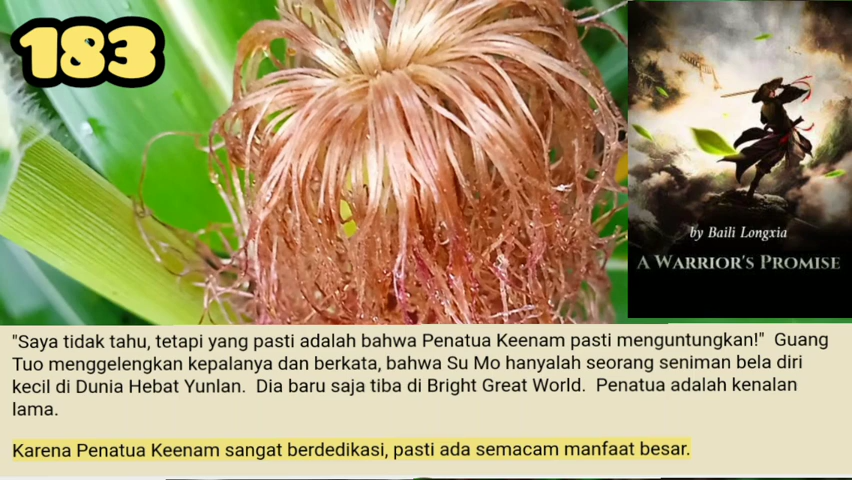 183
by Baili Longxia
A WARRIOR'S PROMISE
"Saya tidak tahu, tetapi yang pasti adalah bahwa Penatua Keenam pasti menguntungkan!"  Guang
Tuo menggelengkan kepalanya dan berkata, bahwa Su Mo hanyalah seorang seniman bela diri
kecil di Dunia Hebat Yunlan.  Dia baru saja tiba di Bright Great World.  Penatua adalah kenalan
lama.
Karena Penatua Keenam sangat berdedikasi, pasti ada semacam manfaat besar.